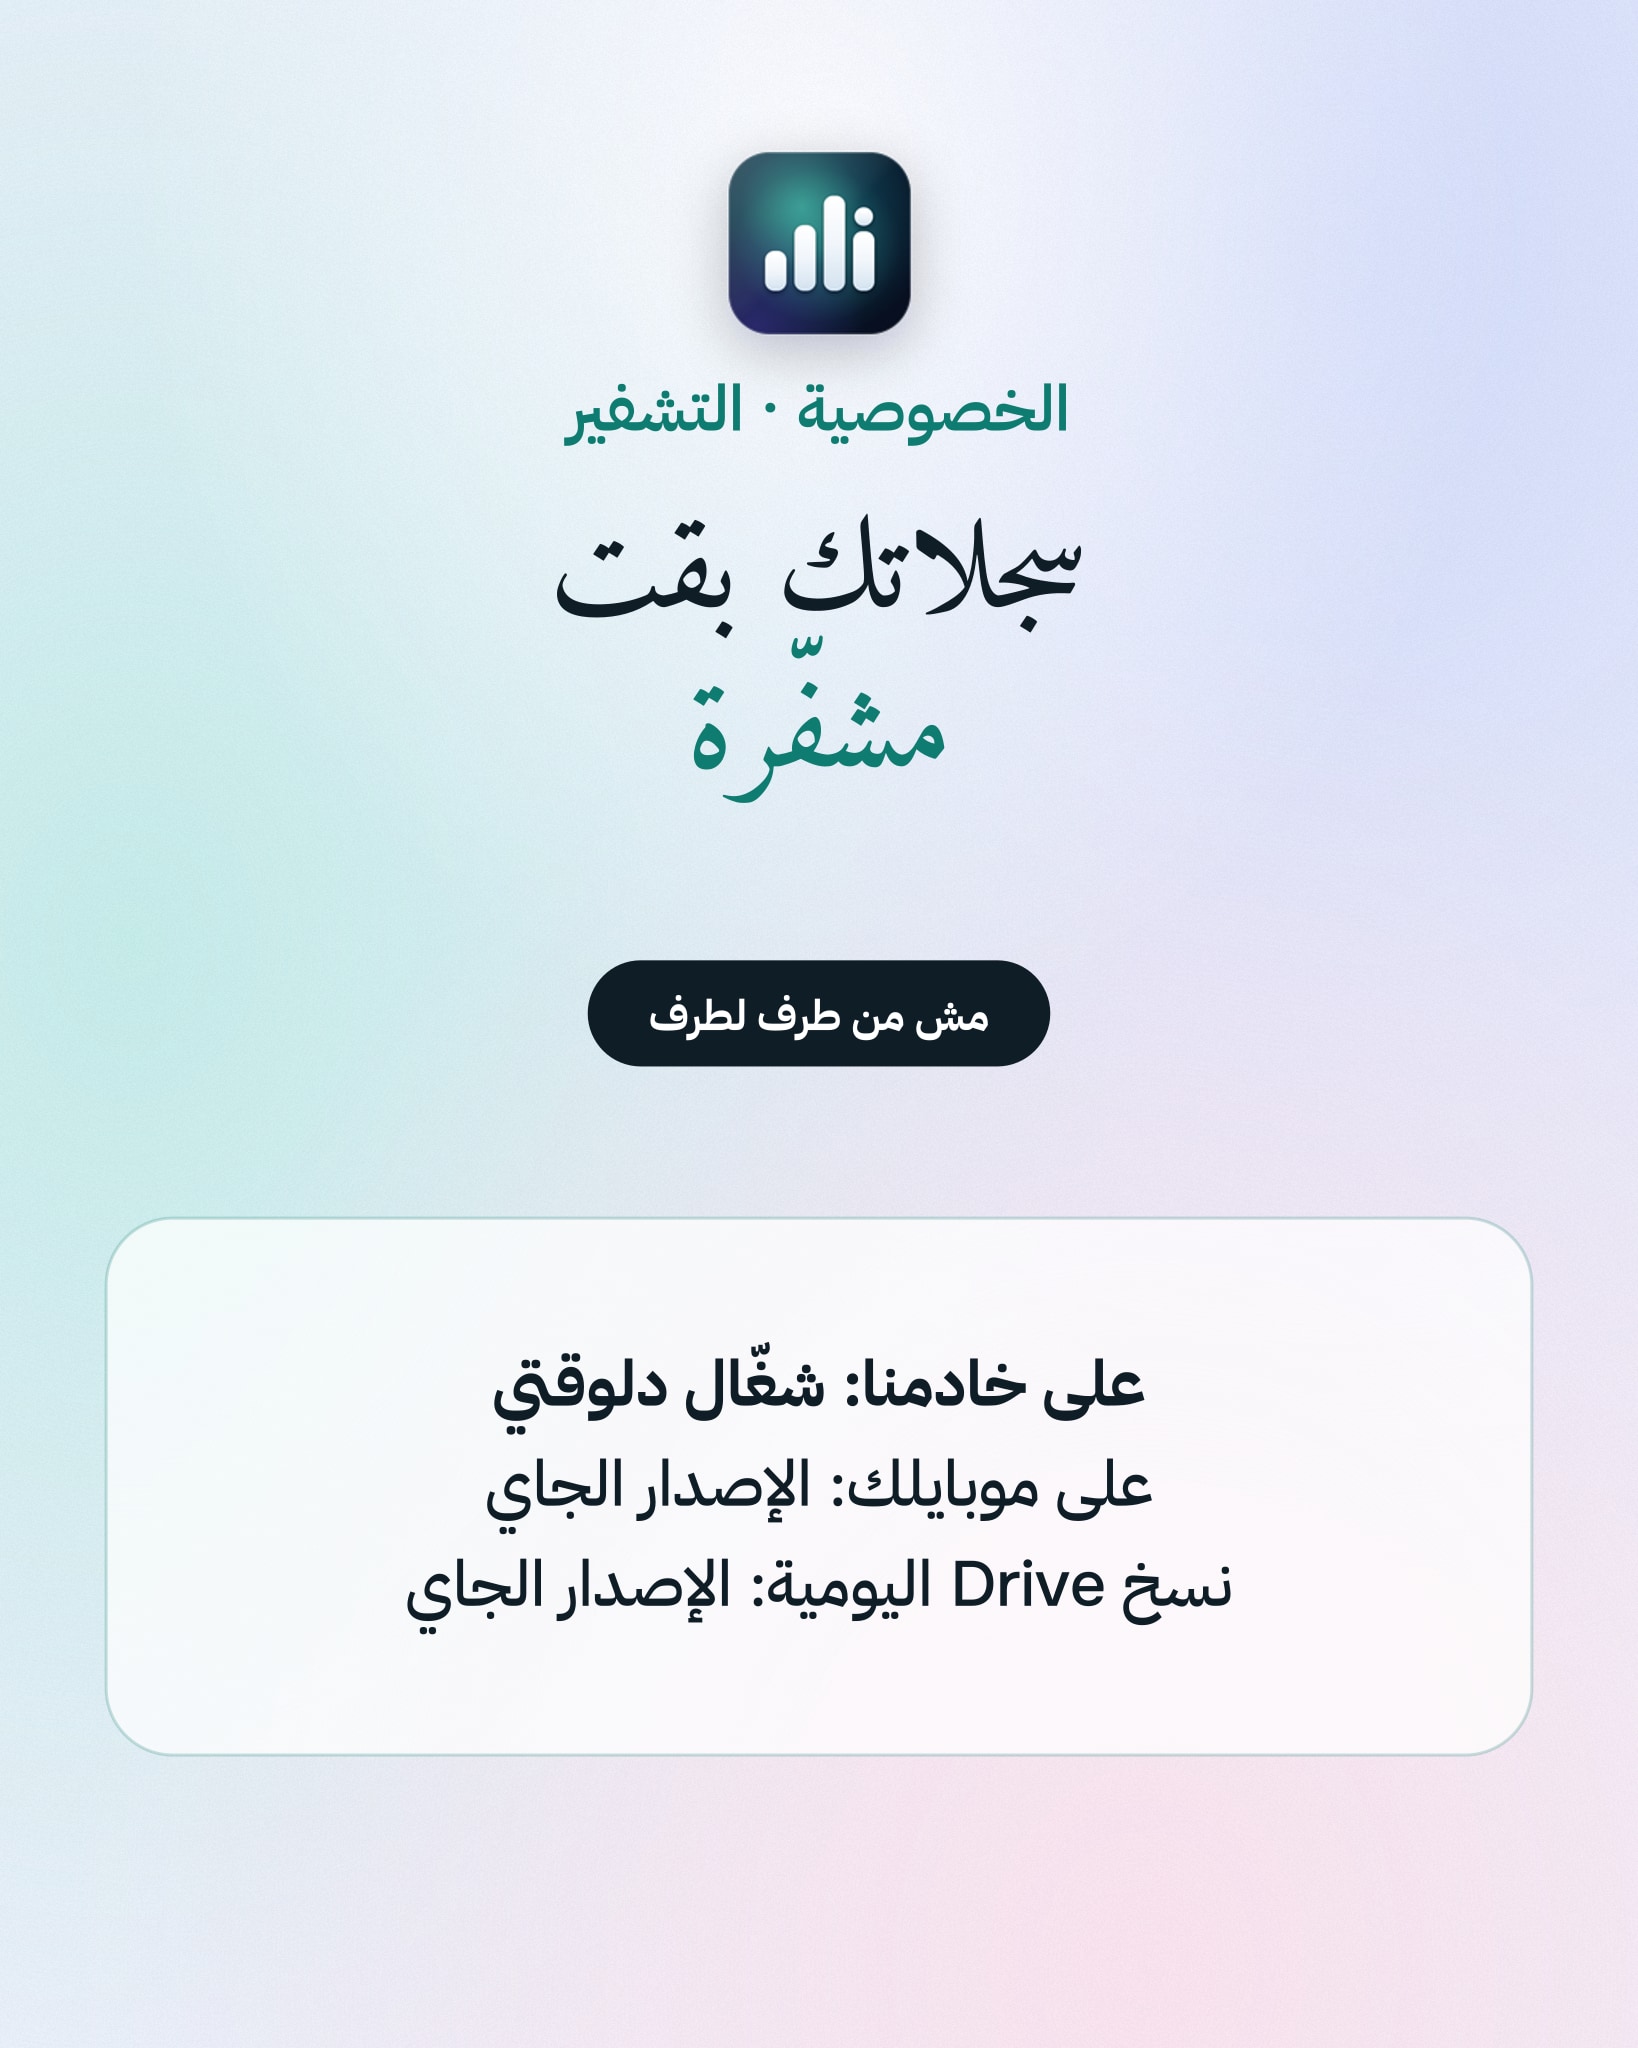 الخصوصية · التشفير
سجلاتك بقت
مشفّرة
مش من طرف لطرف
على خادمنا: شغّال دلوقتي
على موبايلك: الإصدار الجاي
نسخ Drive اليومية: الإصدار الجاي